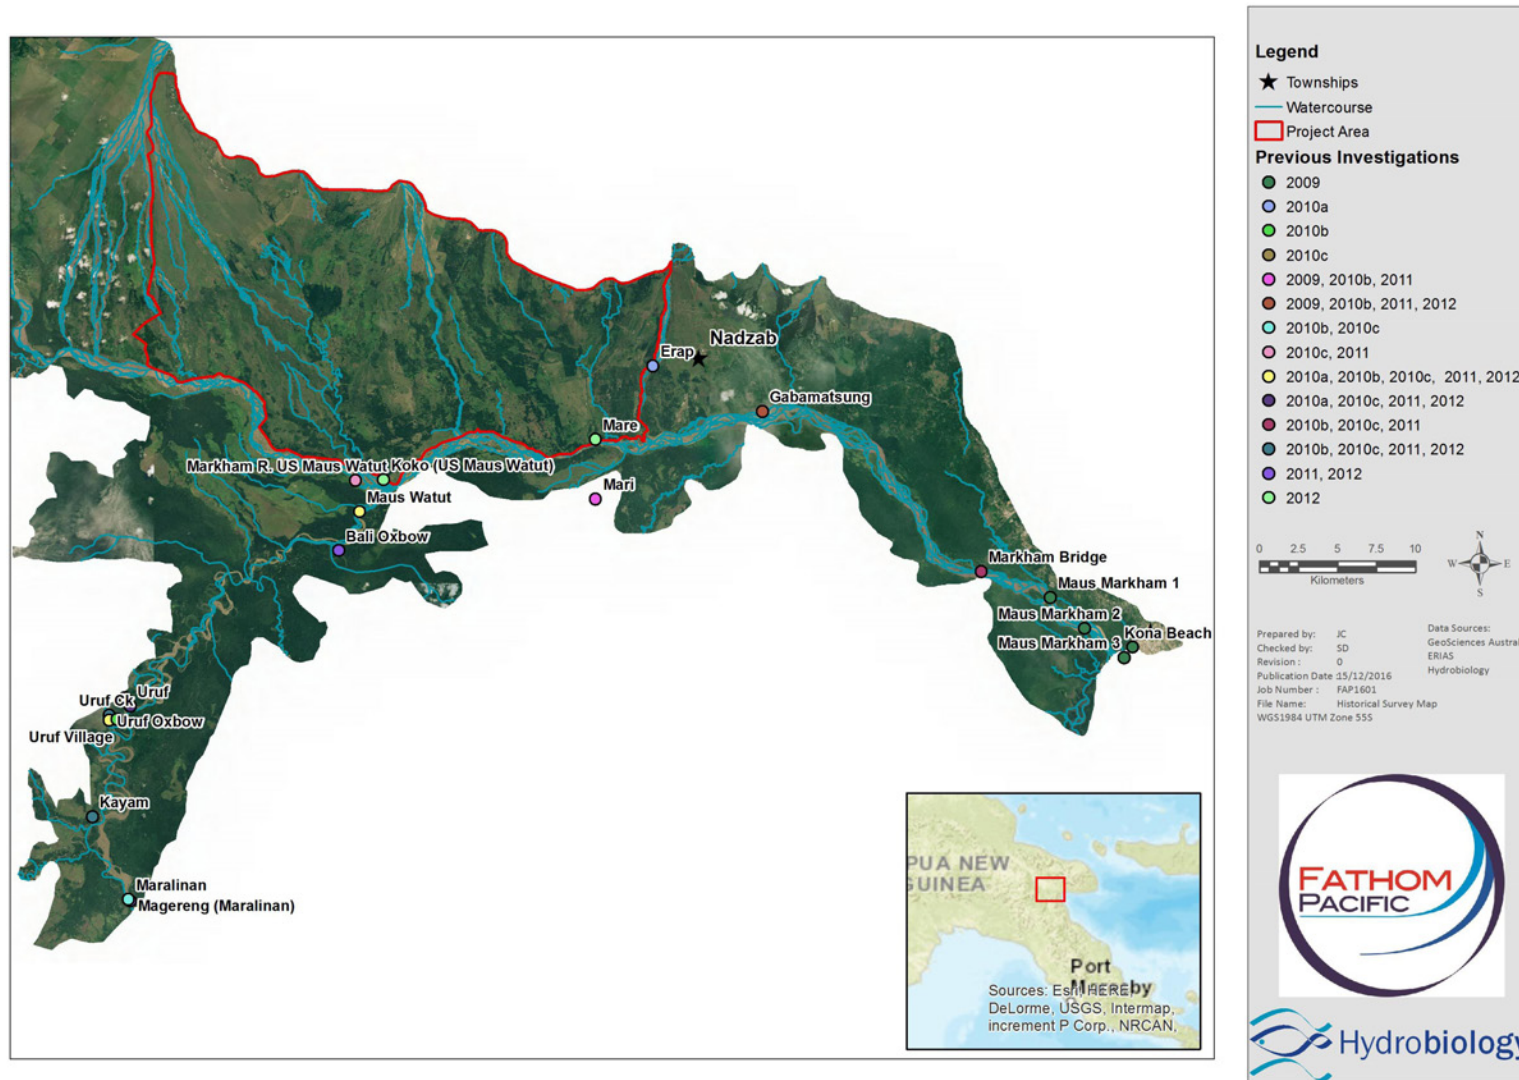 Erap
Nadzab
Gabamatsung
Mare
Markham R. US Maus Watut
Koko (US Maus Watut)
Mari
Maus Watut
Bali Oxbow
Markham Bridge
Maus Markham 1
Maus Markham 2
Kona Beach
Maus Markham 3
Uruf
Uruf Ck
Uruf Oxbow
Uruf Village
Kayam
Maralinan
Magereng (Maralinan)
PUA NEW
GUINEA
Port
Moresby
Sources: Esri, HERE,
DeLorme, USGS, Intermap,
increment P Corp., NRCAN,
Legend
Townships
Watercourse
Project Area
Previous Investigations
2009
2010a
2010b
2010c
2009, 2010b, 2011
2009, 2010b, 2011, 2012
2010b, 2010c
2010c, 2011
2010a, 2010b, 2010c, 2011, 2012
2010a, 2010c, 2011, 2012
2010b, 2010c, 2011
2010b, 2010c, 2011, 2012
2011, 2012
2012
0 2.5 5 7.5 10
Kilometers
N
W E
S
Prepared by: JC
Checked by: SD
Revision : 0
Publication Date :15/12/2016
Job Number : FAP1601
File Name: Historical Survey Map
WGS1984 UTM Zone 55S
Data Sources:
GeoSciences Austral
ERIAS
Hydrobiology
FATHOM
PACIFIC
Hydrobiology